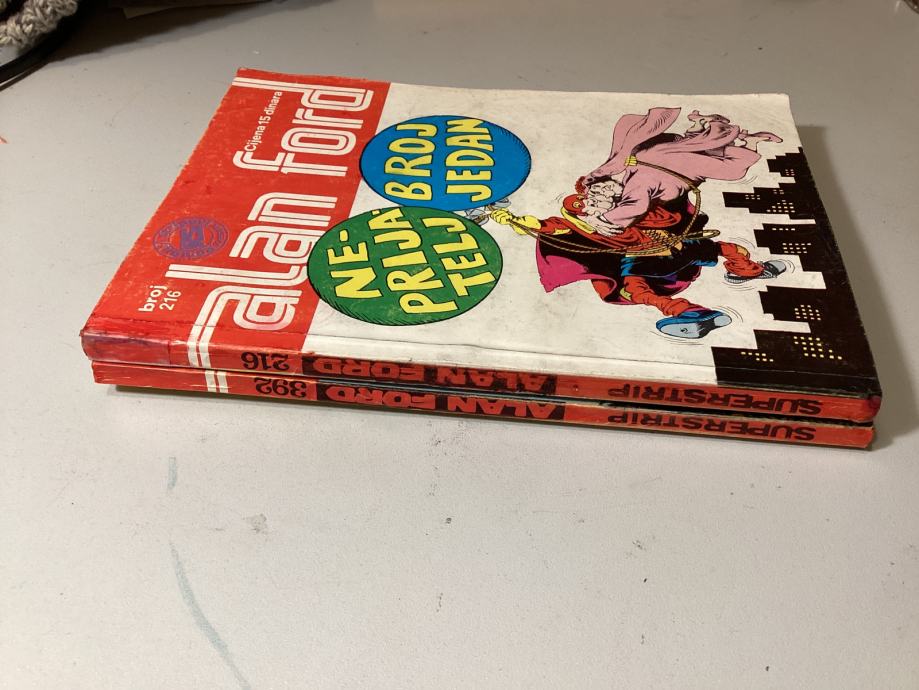 alan ford
Cijena 15 dinara
broj
216
BROJ
JEDAN
NE-
PRIJA-
TELJ
216 ALAN FORD SUPERSTRIP
392 ALAN FORD SUPERSTRIP